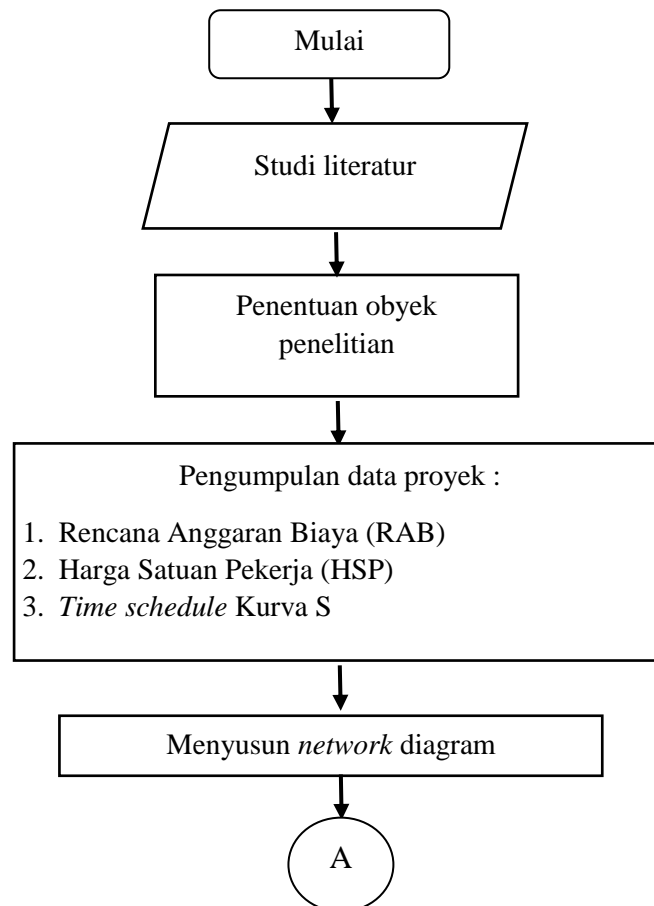 Mulai
Studi literatur
Penentuan obyek
penelitian
Pengumpulan data proyek :
1. Rencana Anggaran Biaya (RAB)
2. Harga Satuan Pekerja (HSP)
3. Time schedule Kurva S
Menyusun network diagram
A